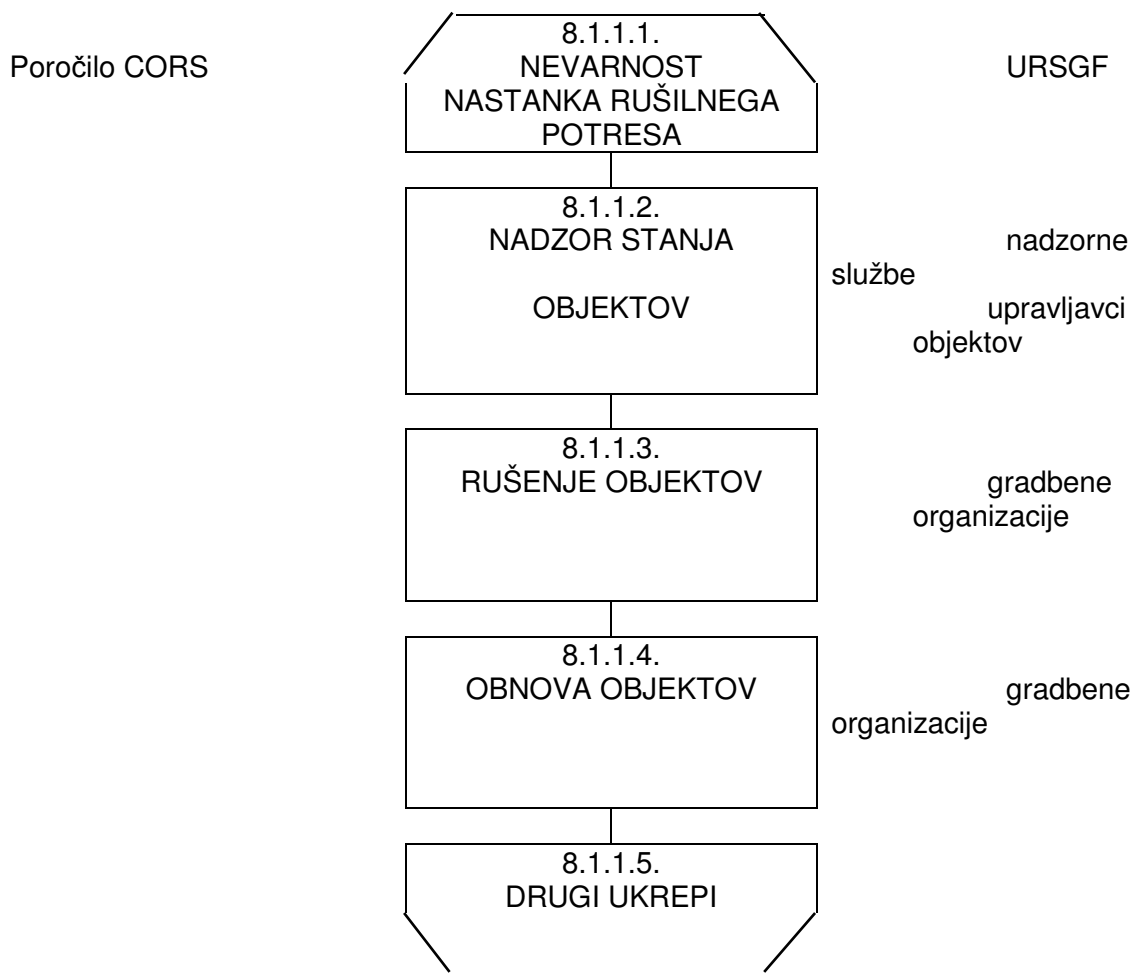 8.1.1.1.
Poročilo CORS NEVARNOST URSGF
NASTANKA RUŠILNEGA
POTRESA
8.1.1.2.
NADZOR STANJA nadzorne
službe
OBJEKTOV upravljavci
objektov
8.1.1.3.
RUŠENJE OBJEKTOV gradbene
organizacije
8.1.1.4.
OBNOVA OBJEKTOV gradbene
organizacije
8.1.1.5.
DRUGI UKREPI